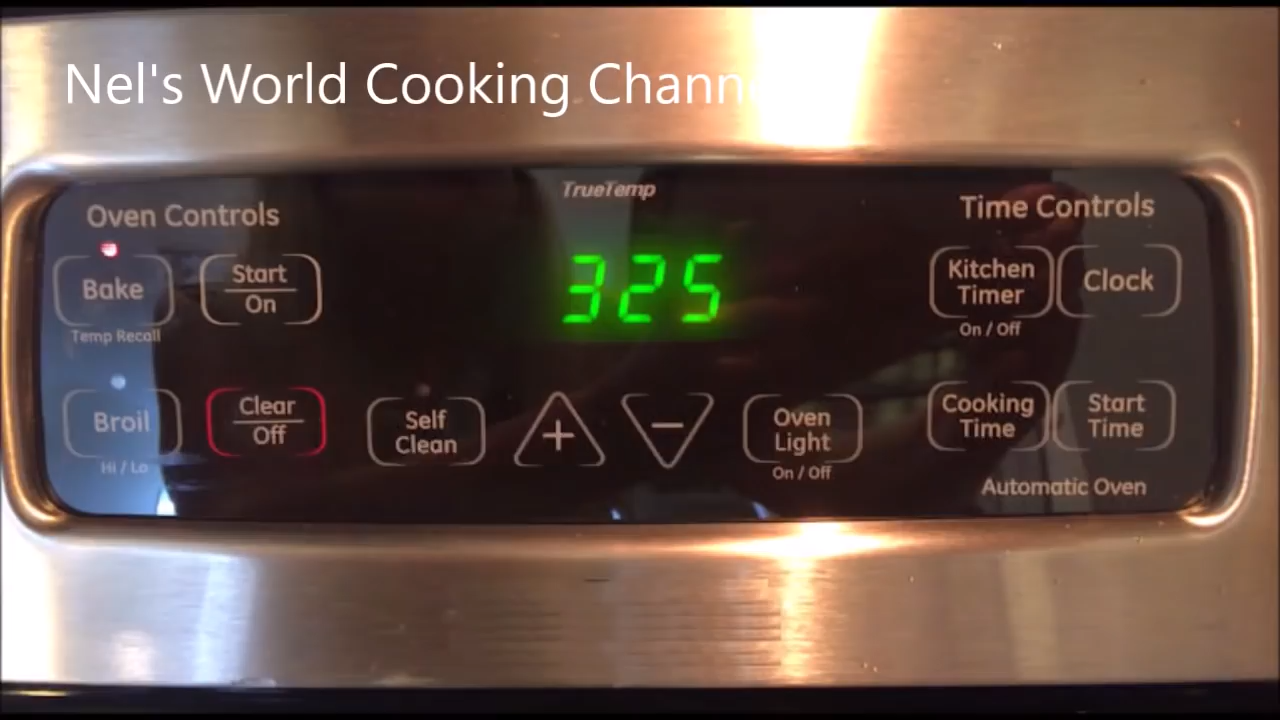 Nel's World Cooking Chann
TrueTemp
Oven Controls
Bake
Temp Recall
Start
On
325
Time Controls
Kitchen
Timer
On / Off
Clock
Broil
Hi / Lo
Clear
Off
Self
Clean
+
−
Oven
Light
On / Off
Cooking
Time
Start
Time
Automatic Oven